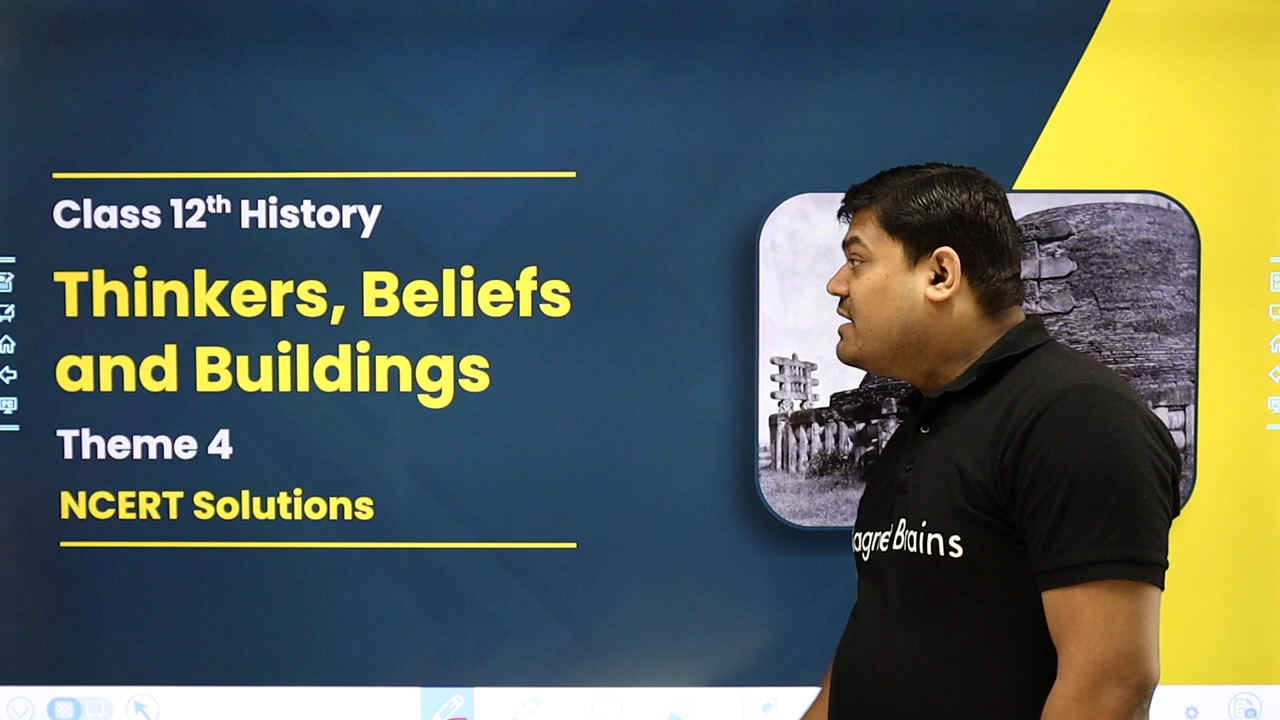 Class 12th History
Thinkers, Beliefs
and Buildings
Theme 4
NCERT Solutions
Brains